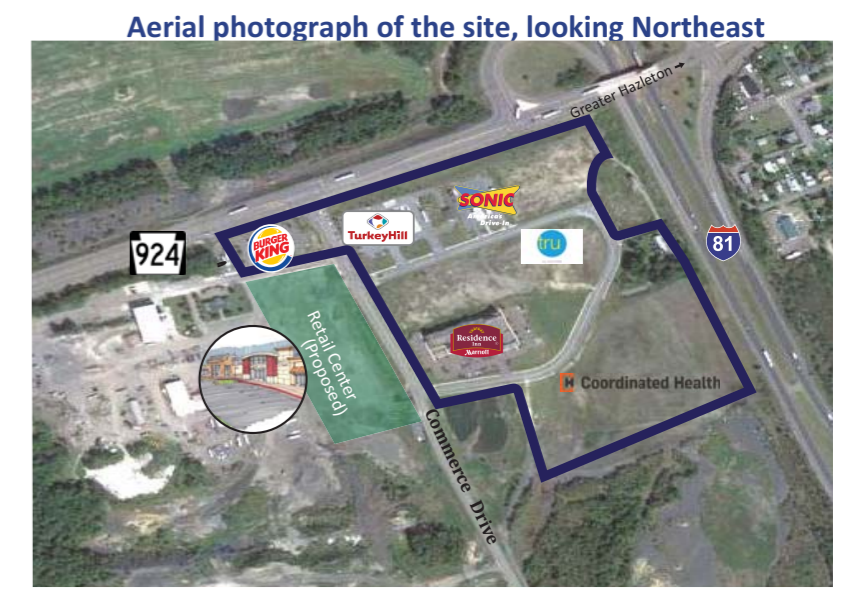 Aerial photograph of the site, looking Northeast
Greater Hazleton
SONIC
America's
Drive-In
TurkeyHill
BURGER
KING
924
tru
81
Retail Center
(Proposed)
Residence
Inn
Marriott
H Coordinated Health
Commerce Drive